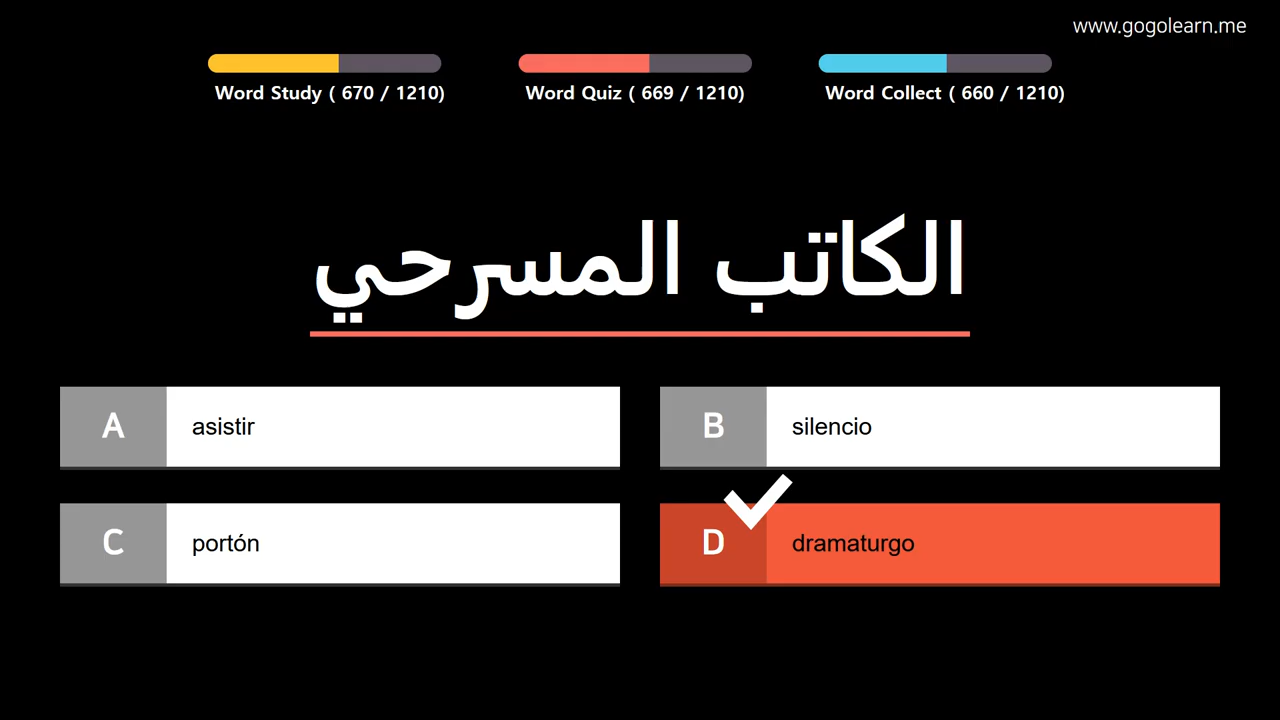 www.gogolearn.me
Word Study ( 670 / 1210)
Word Quiz ( 669 / 1210)
Word Collect ( 660 / 1210)
الكاتب المسرحي
A asistir
B silencio
C portón
D dramaturgo